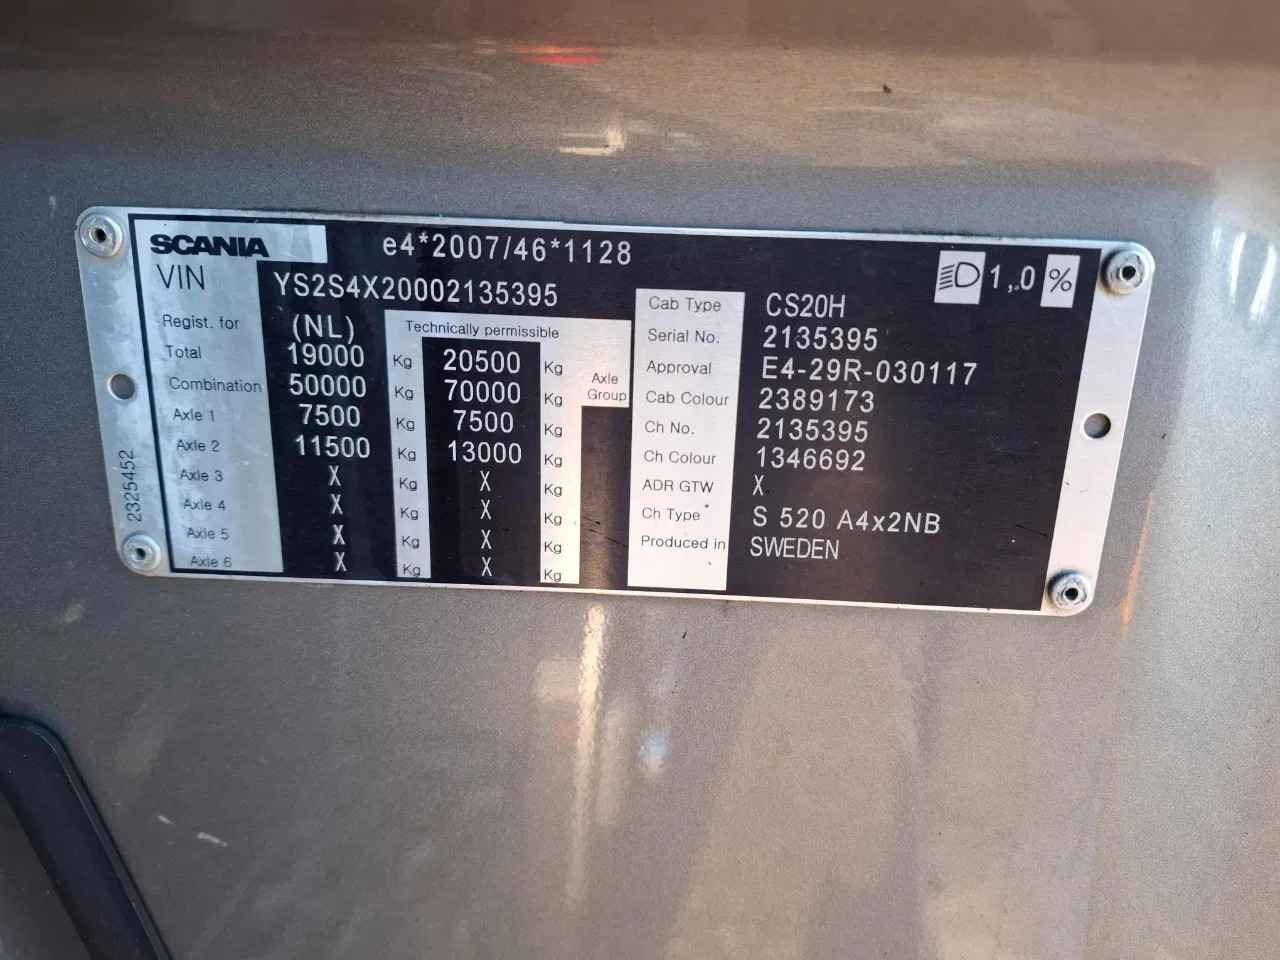 SCANIA e4*2007/46*1128
VIN YS2S4X20002135395
1,.0 %
Regist. for (NL) Technically permissible
Total 19000 Kg 20500 Kg
Combination 50000 Kg 70000 Kg Axle Group
Axle 1 7500 Kg 7500 Kg
Axle 2 11500 Kg 13000 Kg
Axle 3 X Kg X Kg
Axle 4 X Kg X Kg
Axle 5 X Kg X Kg
Axle 6 X Kg X Kg
2325452
Cab Type CS20H
Serial No. 2135395
Approval E4-29R-030117
Cab Colour 2389173
Ch No. 2135395
Ch Colour 1346692
ADR GTW X
Ch Type* S 520 A4x2NB
Produced in SWEDEN